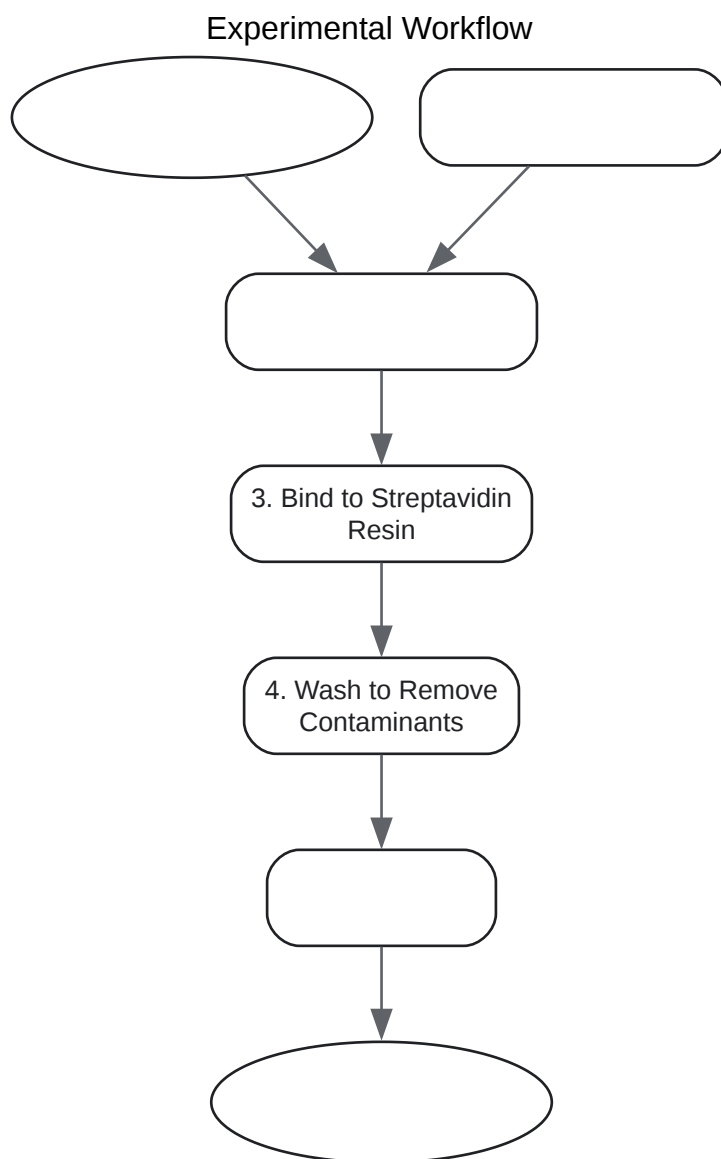 Experimental Workflow
3. Bind to Streptavidin
Resin
4. Wash to Remove
Contaminants